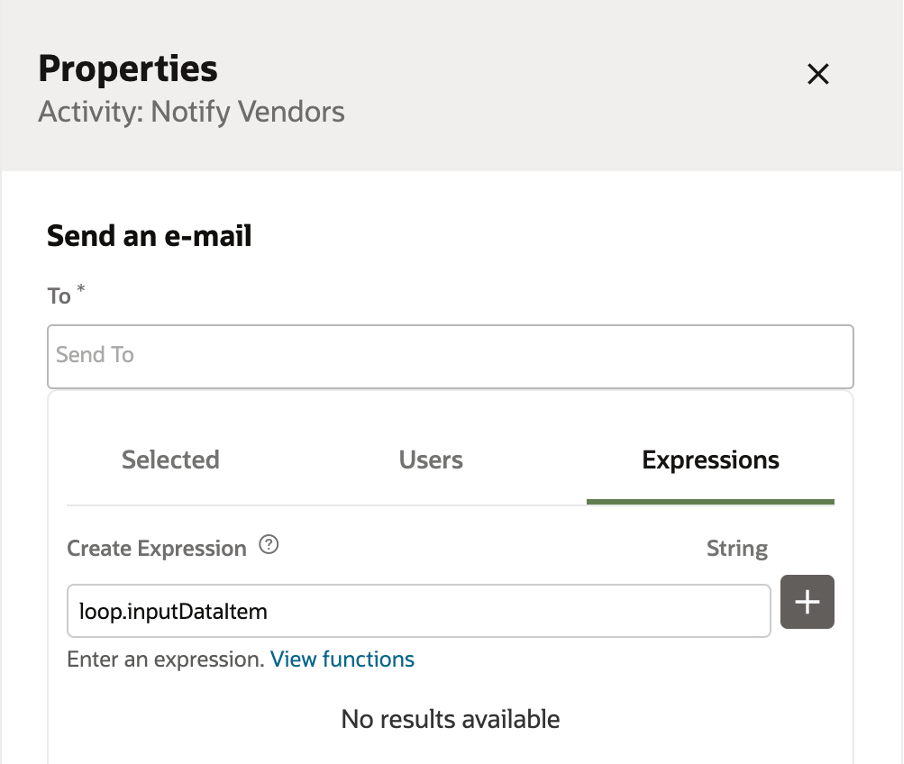 Properties
Activity: Notify Vendors
Send an e-mail
To *
Send To
Selected Users Expressions
Create Expression ? String
loop.inputDataItem
Enter an expression. View functions
No results available